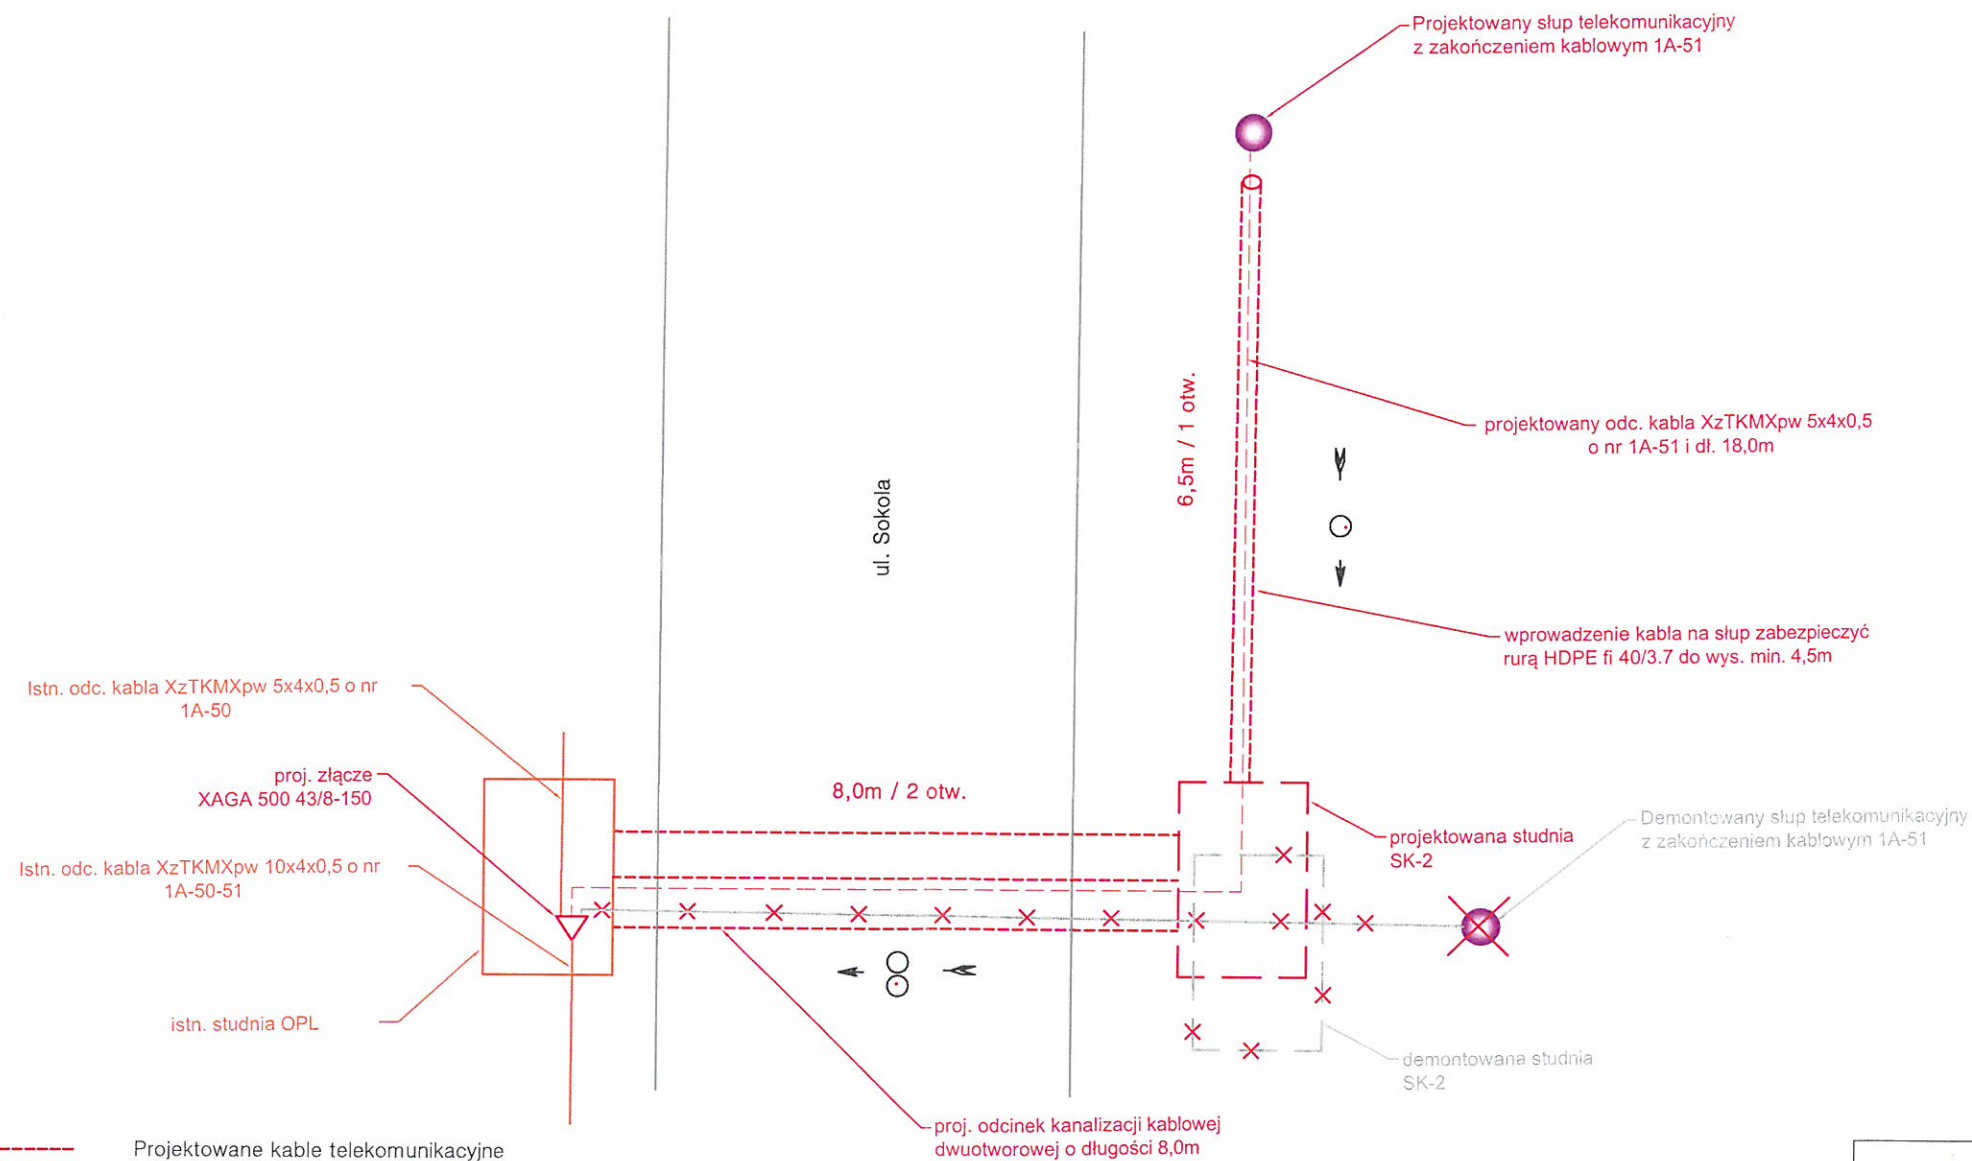 Projektowany słup telekomunikacyjny
z zakończeniem kablowym 1A-51
6,5m / 1 otw.
projektowany odc. kabla XzTKMXpw 5x4x0,5
o nr 1A-51 i dł. 18,0m
ul. Sokola
wprowadzenie kabla na słup zabezpieczyć
rurą HDPE fi 40/3.7 do wys. min. 4,5m
Istn. odc. kabla XzTKMXpw 5x4x0,5 o nr
1A-50
proj. złącze
XAGA 500 43/8-150
8,0m / 2 otw.
Demontowany słup telekomunikacyjny
z zakończeniem kablowym 1A-51
projektowana studnia
SK-2
Istn. odc. kabla XzTKMXpw 10x4x0,5 o nr
1A-50-51
istn. studnia OPL
demontowana studnia
SK-2
proj. odcinek kanalizacji kablowej
dwuotworowej o długości 8,0m
Projektowane kable telekomunikacyjne